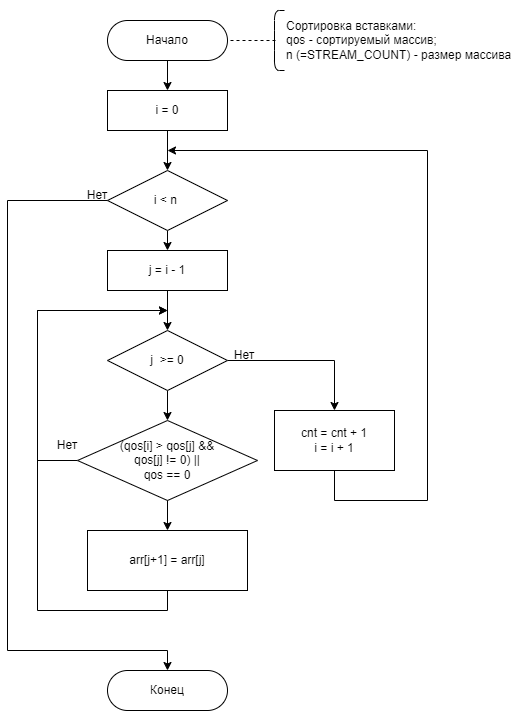 Начало
Сортировка вставками:
qos - сортируемый массив;
n (=STREAM_COUNT) - размер массива
i = 0
Нет
i < n
j = i - 1
j >= 0
Нет
cnt = cnt + 1
i = i + 1
Нет
(qos[i] > qos[j] &&
qos[j] != 0) ||
qos == 0
arr[j+1] = arr[j]
Конец